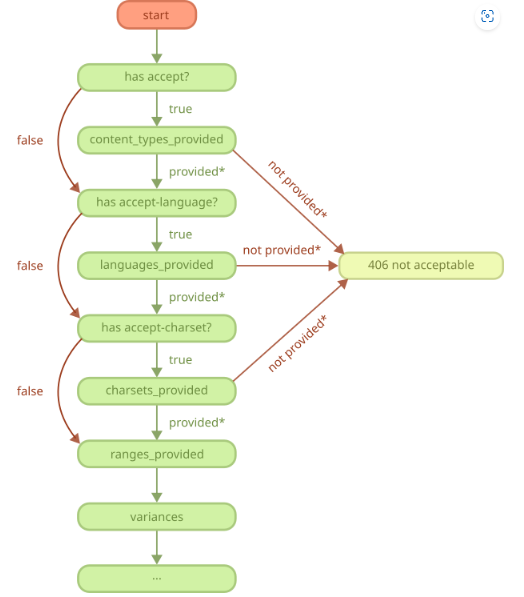 start
has accept?
true
false
content_types_provided
not provided*
provided*
has accept-language?
true
not provided*
false
languages_provided
406 not acceptable
provided*
has accept-charset?
not provided*
true
false
charsets_provided
provided*
ranges_provided
variances
...